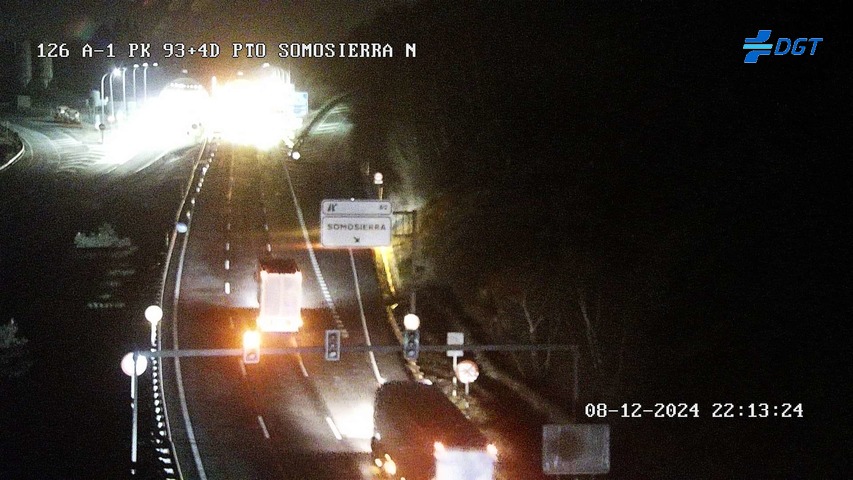 126 A-1 PK 93+4D PTO SOMOSIERRA N
DGT
SOMOSIERRA
08-12-2024 22:13:24